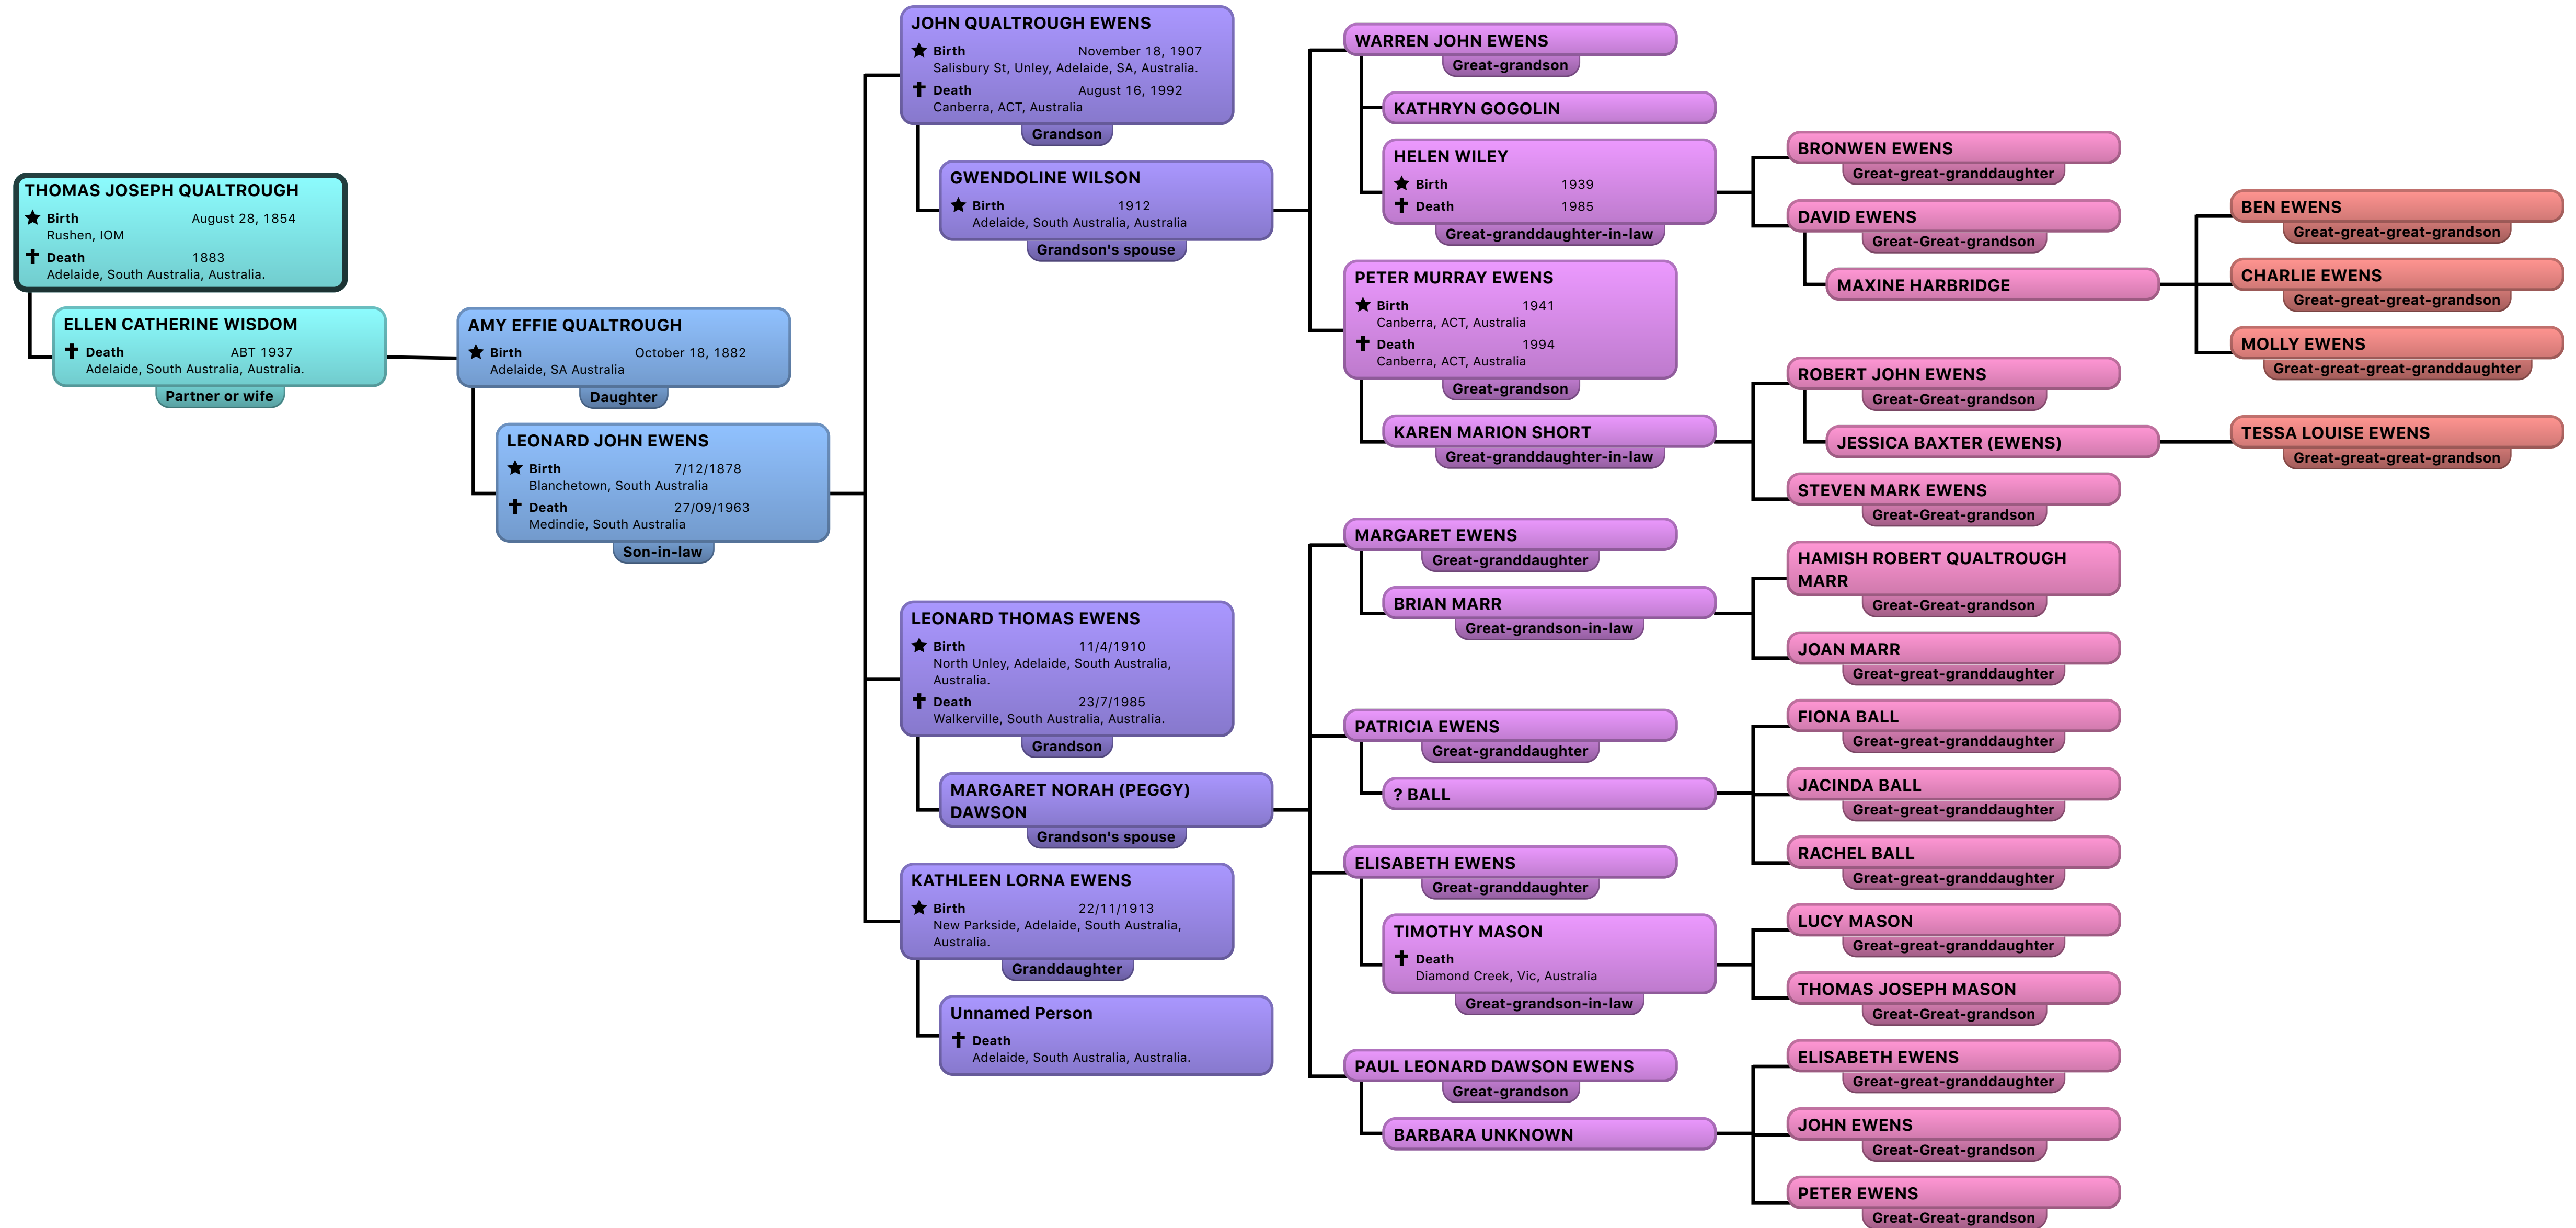 THOMAS JOSEPH QUALTROUGH
Birth August 28, 1854
Rushen, IOM
Death 1883
Adelaide, South Australia, Australia.
ELLEN CATHERINE WISDOM
Death ABT 1937
Adelaide, South Australia, Australia.
Partner or wife
AMY EFFIE QUALTROUGH
Birth October 18, 1882
Adelaide, SA Australia
Daughter
LEONARD JOHN EWENS
Birth 7/12/1878
Blanchetown, South Australia
Death 27/09/1963
Medindie, South Australia
Son-in-law
JOHN QUALTROUGH EWENS
Birth November 18, 1907
Salisbury St, Unley, Adelaide, SA, Australia.
Death August 16, 1992
Canberra, ACT, Australia
Grandson
GWENDOLINE WILSON
Birth 1912
Adelaide, South Australia, Australia
Grandson's spouse
LEONARD THOMAS EWENS
Birth 11/4/1910
North Unley, Adelaide, South Australia,
Australia.
Death 23/7/1985
Walkerville, South Australia, Australia.
Grandson
MARGARET NORAH (PEGGY)
DAWSON
Grandson's spouse
KATHLEEN LORNA EWENS
Birth 22/11/1913
New Parkside, Adelaide, South Australia,
Australia.
Granddaughter
Unnamed Person
Death
Adelaide, South Australia, Australia.
WARREN JOHN EWENS
Great-grandson
KATHRYN GOGOLIN
HELEN WILEY
Birth 1939
Death 1985
Great-granddaughter-in-law
PETER MURRAY EWENS
Birth 1941
Canberra, ACT, Australia
Death 1994
Canberra, ACT, Australia
Great-grandson
KAREN MARION SHORT
Great-granddaughter-in-law
MARGARET EWENS
Great-granddaughter
BRIAN MARR
Great-grandson-in-law
PATRICIA EWENS
Great-granddaughter
? BALL
ELISABETH EWENS
Great-granddaughter
TIMOTHY MASON
Death
Diamond Creek, Vic, Australia
Great-grandson-in-law
PAUL LEONARD DAWSON EWENS
Great-grandson
BARBARA UNKNOWN
BRONWEN EWENS
Great-great-granddaughter
DAVID EWENS
Great-Great-grandson
MAXINE HARBRIDGE
ROBERT JOHN EWENS
Great-Great-grandson
JESSICA BAXTER (EWENS)
STEVEN MARK EWENS
Great-Great-grandson
HAMISH ROBERT QUALTROUGH
MARR
Great-Great-grandson
JOAN MARR
Great-great-granddaughter
FIONA BALL
Great-great-granddaughter
JACINDA BALL
Great-great-granddaughter
RACHEL BALL
Great-great-granddaughter
LUCY MASON
Great-great-granddaughter
THOMAS JOSEPH MASON
Great-Great-grandson
ELISABETH EWENS
Great-great-granddaughter
JOHN EWENS
Great-Great-grandson
PETER EWENS
Great-Great-grandson
BEN EWENS
Great-great-great-grandson
CHARLIE EWENS
Great-great-great-grandson
MOLLY EWENS
Great-great-great-granddaughter
TESSA LOUISE EWENS
Great-great-great-grandson